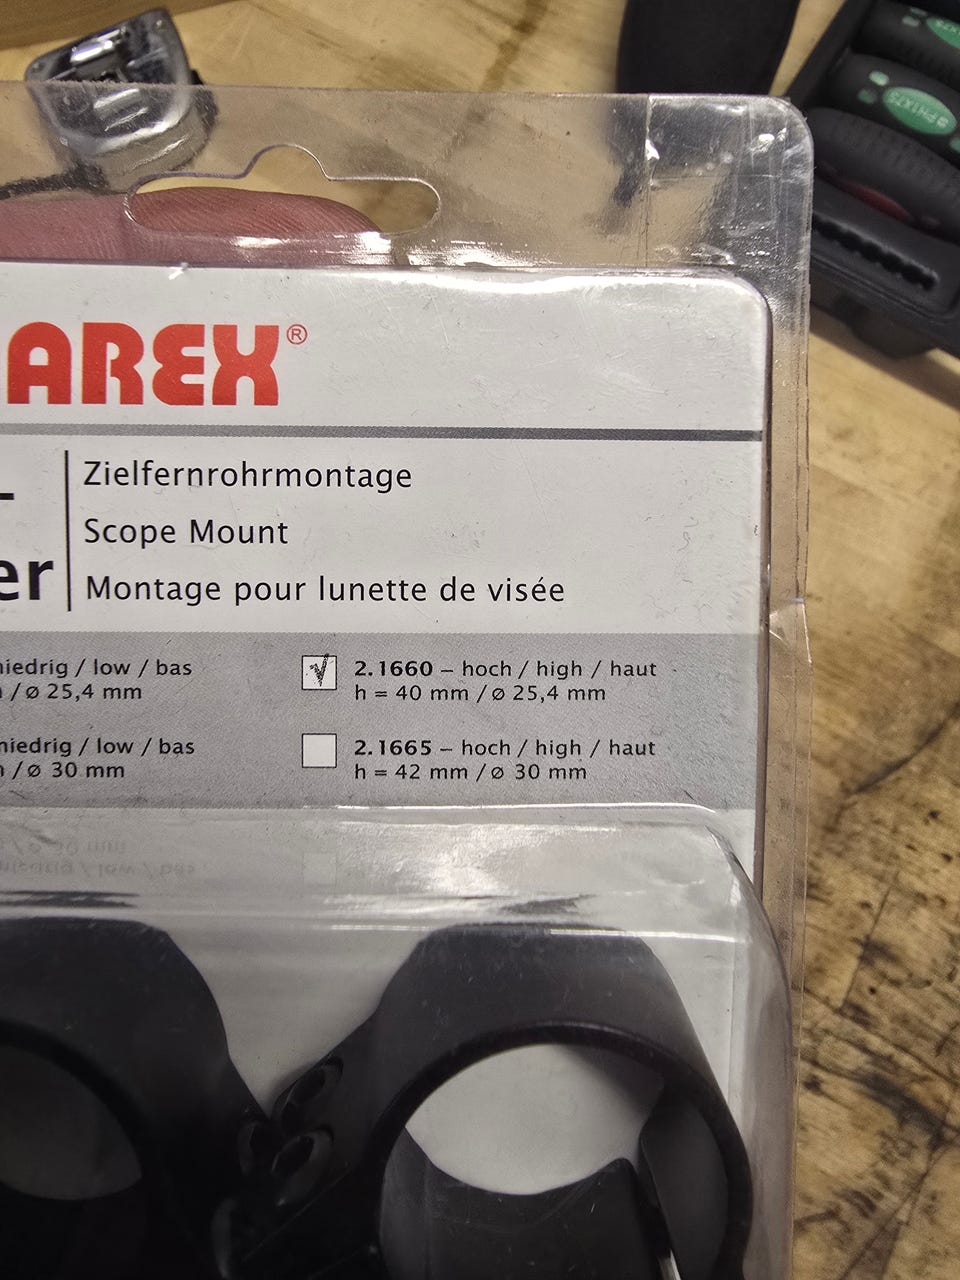 AREX®
Zielfernrohrmontage
Scope Mount
er
Montage pour lunette de visée
niedrig / low / bas
/ ø 25,4 mm
√ 2.1660 – hoch / high / haut
h = 40 mm / ø 25,4 mm
niedrig / low / bas
/ ø 30 mm
2.1665 – hoch / high / haut
h = 42 mm / ø 30 mm
PH1X75